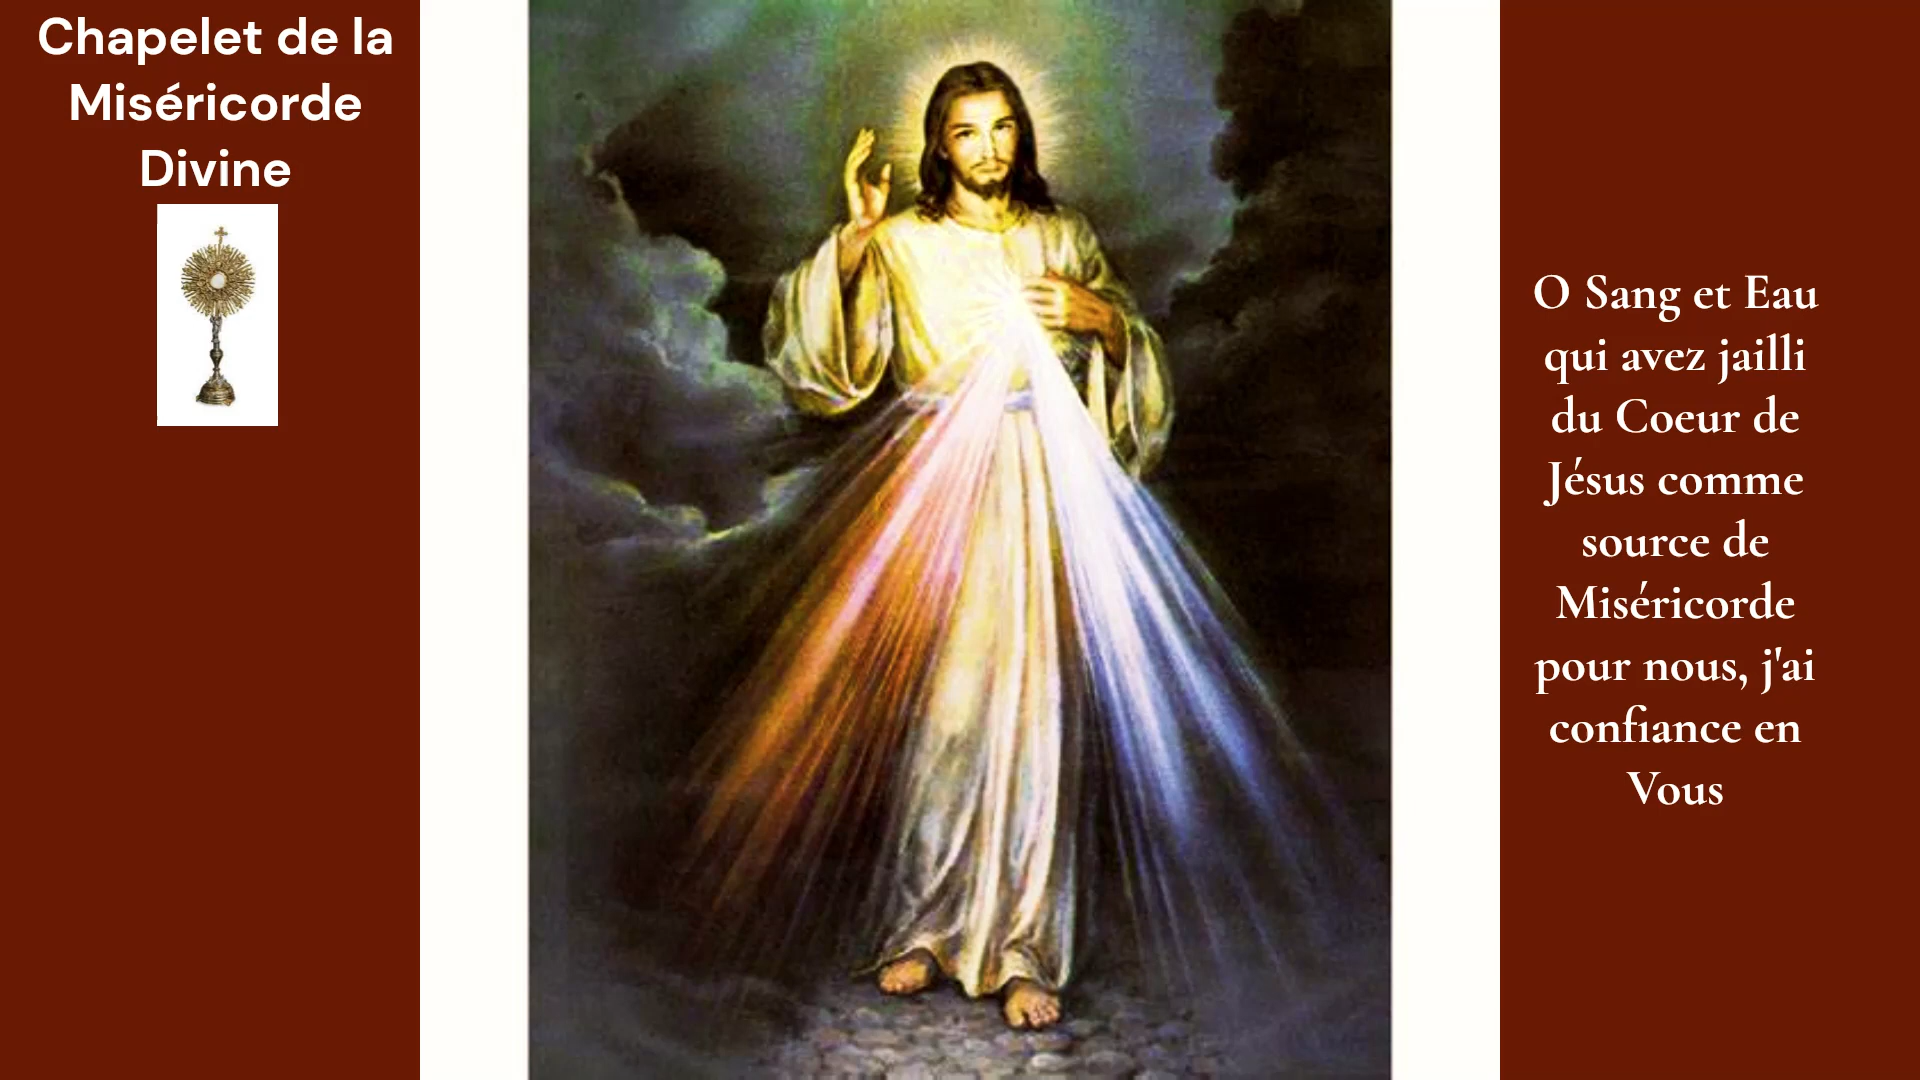 Chapelet de la
Miséricorde
Divine
O Sang et Eau
qui avez jailli
du Coeur de
Jésus comme
source de
Miséricorde
pour nous, j'ai
confiance en
Vous